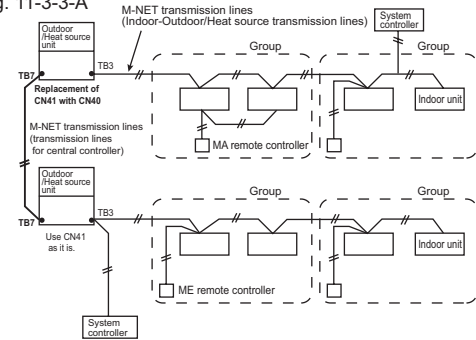 g. 11-3-3-A
M-NET transmission lines
(Indoor-Outdoor/Heat source transmission lines)
System
controller
Outdoor
/Heat source
unit
TB3
TB7
Replacement of
CN41 with CN40
Group
Group
Indoor unit
MA remote controller
M-NET transmission lines
(transmission lines
for central controller)
Outdoor
/Heat source
unit
TB3
TB7
Use CN41
as it is.
Group
Group
Indoor unit
ME remote controller
System
controller